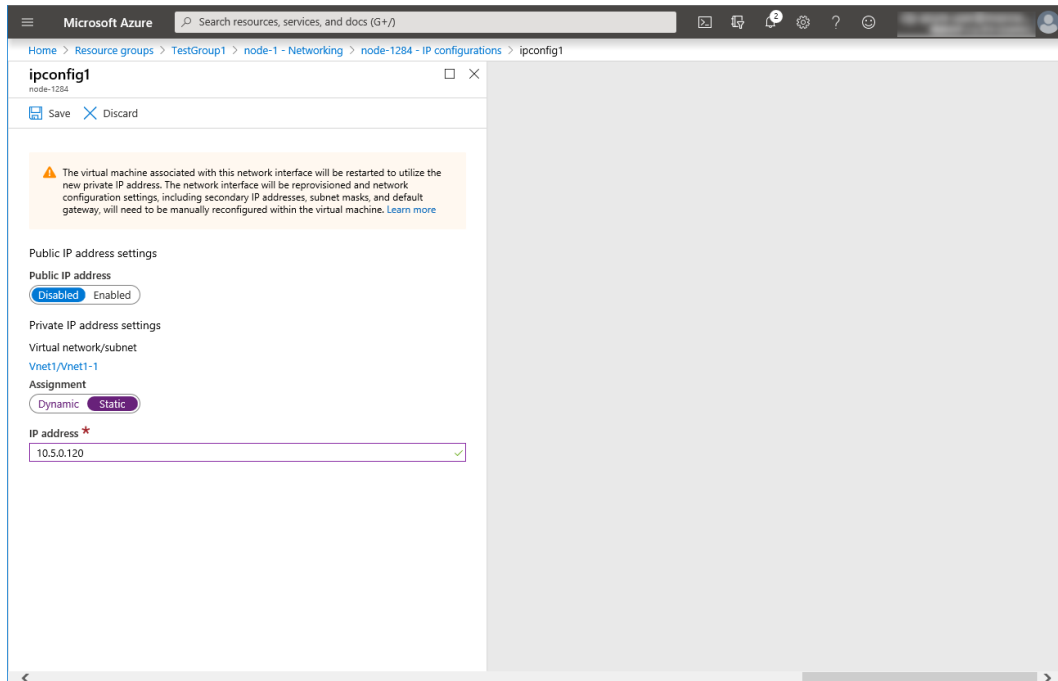 Microsoft Azure
Search resources, services, and docs (G+/)
2
Home > Resource groups > TestGroup1 > node-1 - Networking > node-1284 - IP configurations > ipconfig1
ipconfig1
node-1284
Save
Discard
The virtual machine associated with this network interface will be restarted to utilize the
new private IP address. The network interface will be reprovisioned and network
configuration settings, including secondary IP addresses, subnet masks, and default
gateway, will need to be manually reconfigured within the virtual machine. Learn more
Public IP address settings
Public IP address
Disabled Enabled
Private IP address settings
Virtual network/subnet
Vnet1/Vnet1-1
Assignment
Dynamic Static
IP address *
10.5.0.120